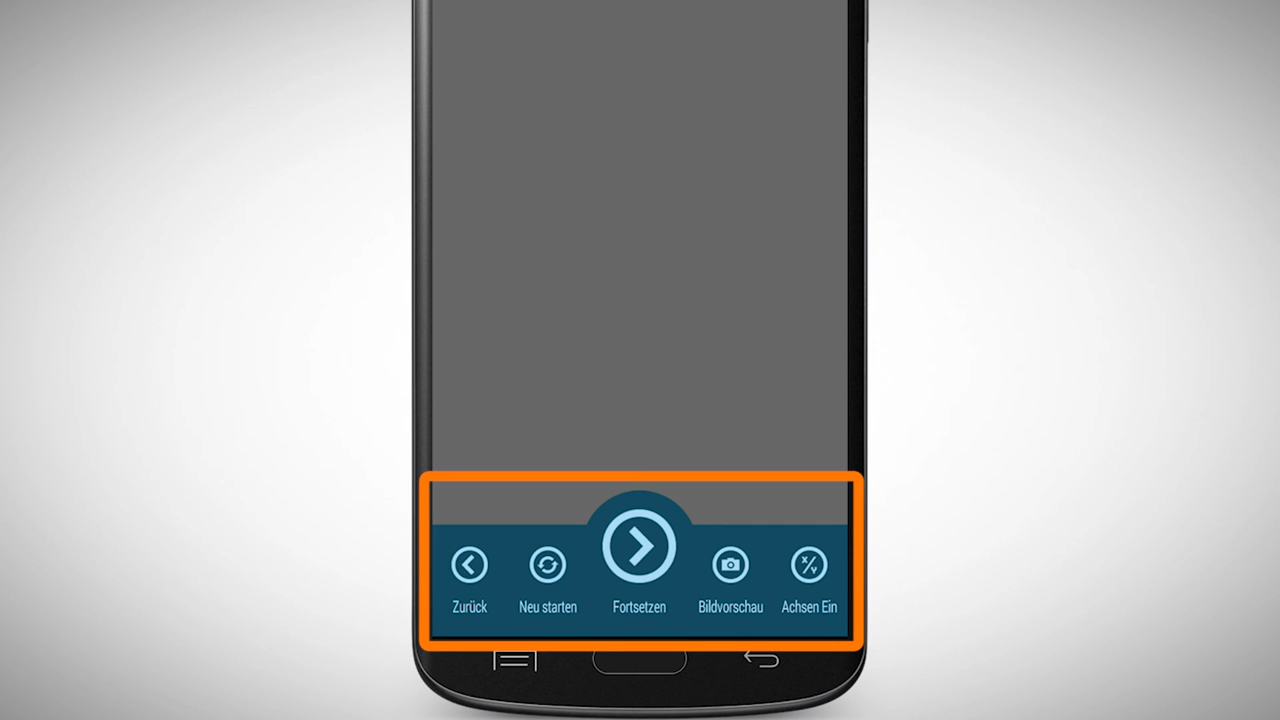 Zurück
Neu starten
Fortsetzen
Bildvorschau
Achsen Ein